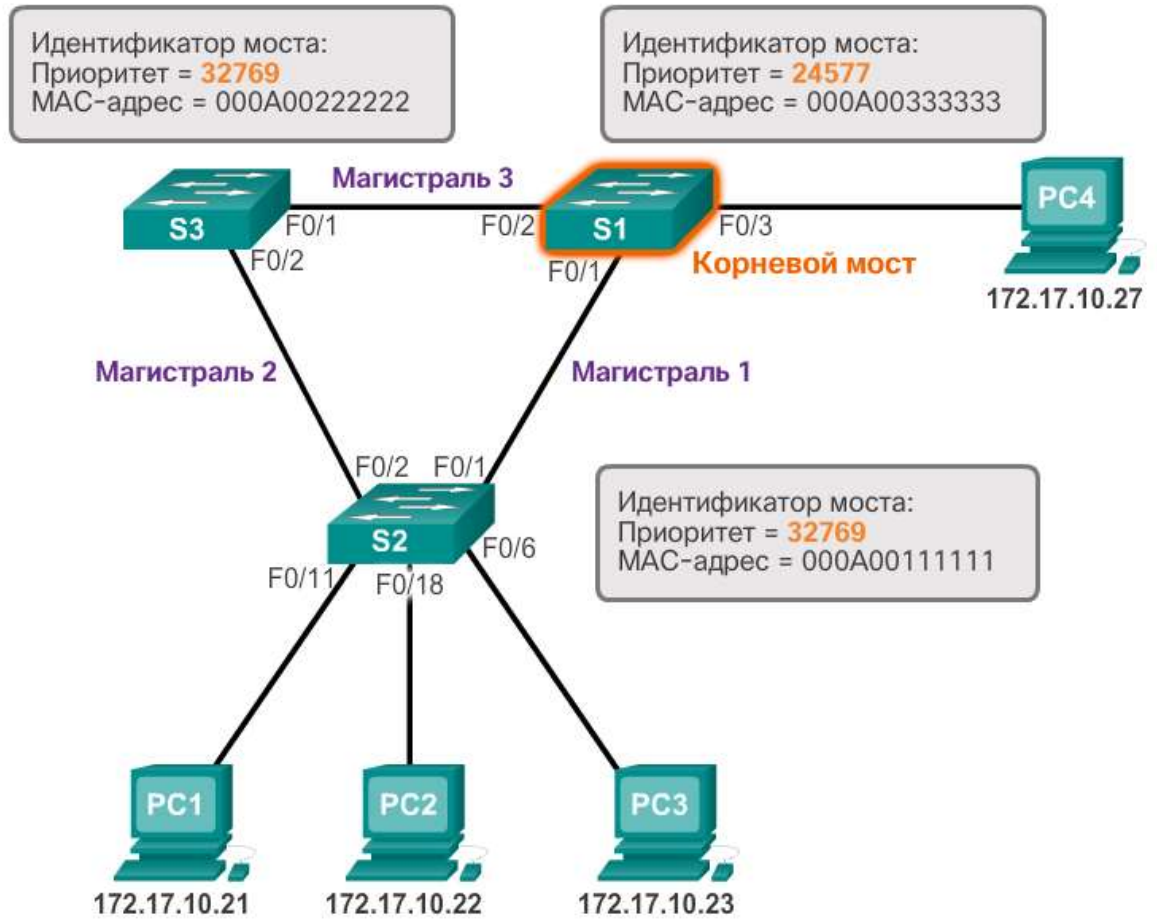 Идентификатор моста:
Приоритет = 32769
МАС-адрес = 000A00222222
Идентификатор моста:
Приоритет = 24577
МАС-адрес = 000A00333333
Магистраль 3
S3
F0/1
F0/2
S1
F0/3
PC4
F0/2
F0/1
Корневой мост
172.17.10.27
Магистраль 2
Магистраль 1
F0/2
F0/1
S2
F0/6
F0/11
F0/18
Идентификатор моста:
Приоритет = 32769
МАС-адрес = 000A00111111
PC1
PC2
PC3
172.17.10.21
172.17.10.22
172.17.10.23